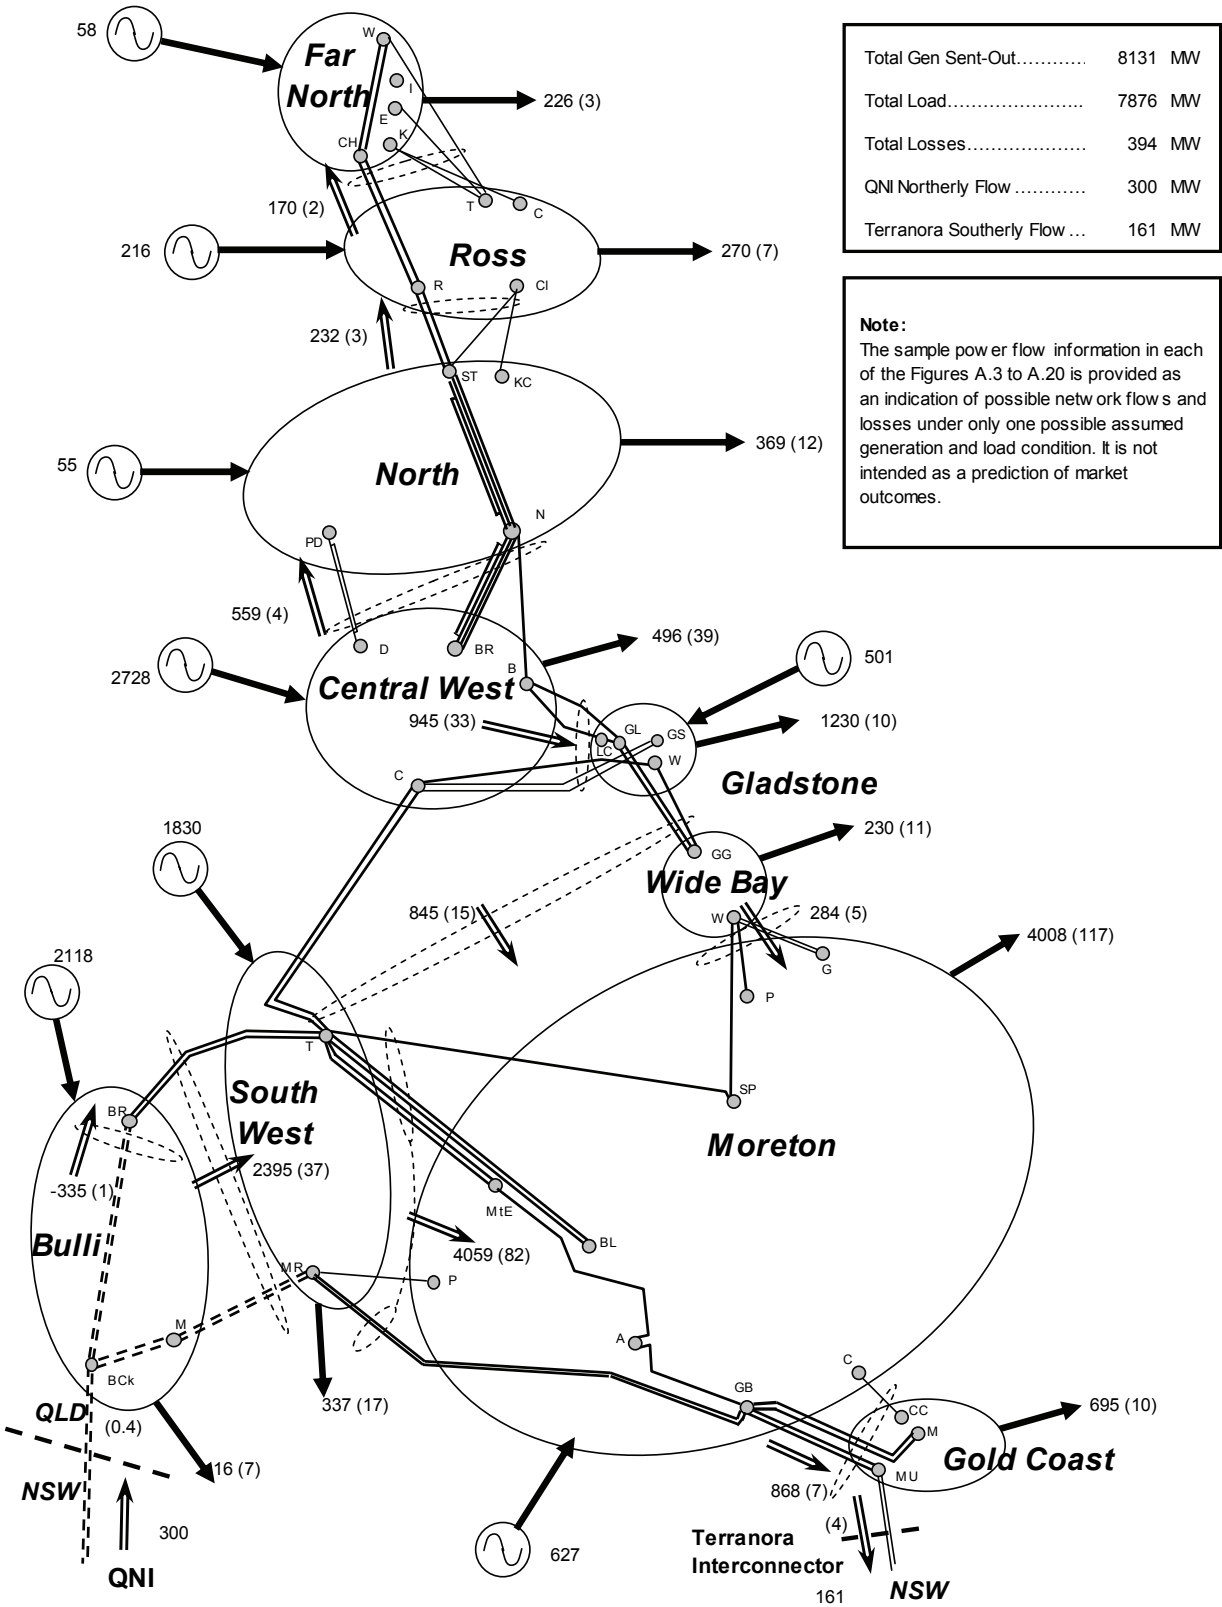 58
W
Far
North
I
E
K
CH
226 (3)
170 (2)
T
C
216
Ross
270 (7)
R
CI
232 (3)
ST
KC
55
North
369 (12)
N
PD
559 (4)
D
BR
496 (39)
501
2728
Central West
B
945 (33)
1230 (10)
GL
GS
LC
W
C
Gladstone
1830
230 (11)
GG
Wide Bay
845 (15)
W
284 (5)
G
4008 (117)
2118
P
T
SP
BR
South
West
Moreton
2395 (37)
-335 (1)
MtE
Bulli
BL
4059 (82)
MR
P
M
A
BCk
C
GB
337 (17)
CC
695 (10)
QLD
(0.4)
M
Gold Coast
MU
16 (7)
868 (7)
NSW
(4)
300
Terranora
Interconnector
627
QNI
161
NSW
Total Gen Sent-Out............ 8131 MW
Total Load....................... 7876 MW
Total Losses.................... 394 MW
QNI Northerly Flow ............ 300 MW
Terranora Southerly Flow ... 161 MW
Note:
The sample power flow information in each
of the Figures A.3 to A.20 is provided as
an indication of possible network flows and
losses under only one possible assumed
generation and load condition. It is not
intended as a prediction of market
outcomes.